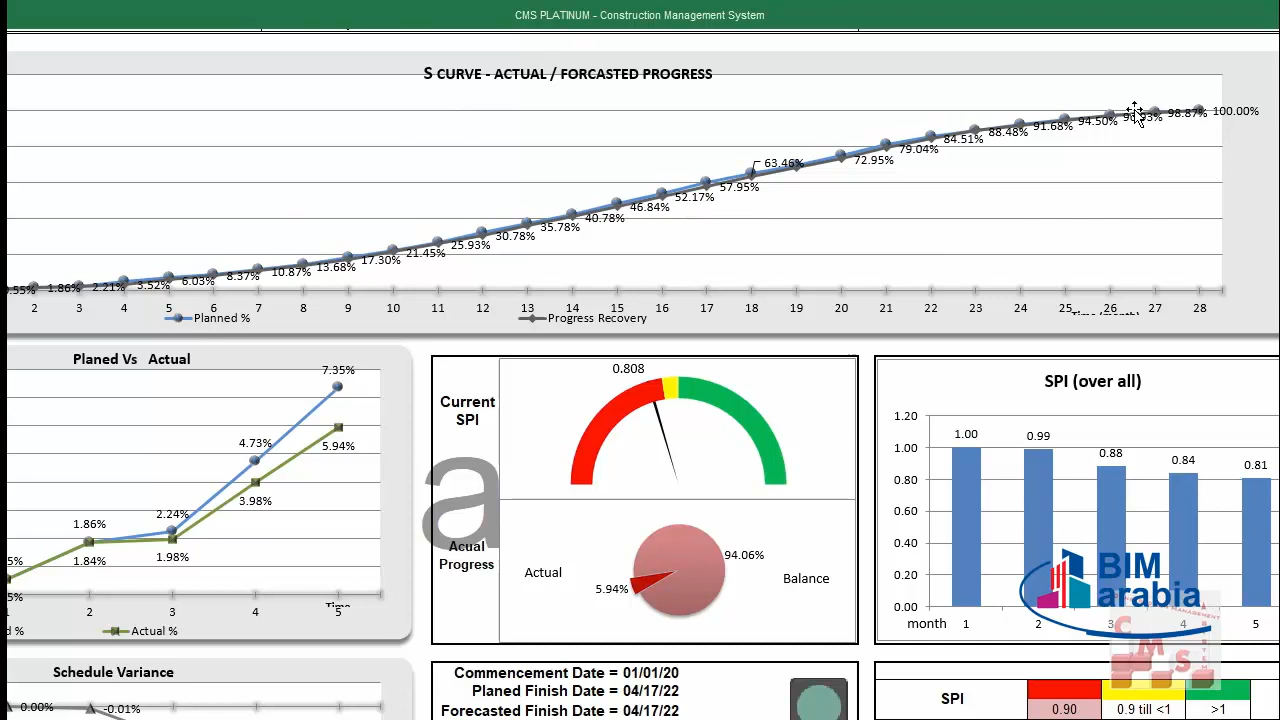 CMS PLATINUM - Construction Management System
S CURVE - ACTUAL / FORCASTED PROGRESS
1.86% 2.21% 3.52% 6.03% 8.37% 10.87% 13.68% 17.30% 21.45% 25.93% 30.78% 35.78% 40.78% 46.84% 52.17% 57.95% 63.46% 72.95% 79.04% 84.51% 88.48% 91.68% 94.50% 98.87% 100.00%
2 3 4 5 6 7 8 9 10 11 12 13 14 15 16 17 18 19 20 21 22 23 24 25 26 27 28
Time (month)
Planned % Progress Recovery
Planed Vs Actual
7.35%
4.73%
5.94%
3.98%
2.24%
1.86%
1.84%
1.98%
2 3 4 5
Time
Actual %
Current
SPI
0.808
a
Acual
Progress
Actual
94.06%
5.94%
Balance
SPI (over all)
1.20
1.00
0.80
0.60
0.40
0.20
0.00
1.00 0.99 0.88 0.84 0.81
month 1 2 3 4 5
BIM
arabia
CMS
Schedule Variance
0.00% -0.01%
Commencement Date = 01/01/20
Planed Finish Date = 04/17/22
Forecasted Finish Date = 04/17/22
SPI
0.90 0.9 till <1 >1